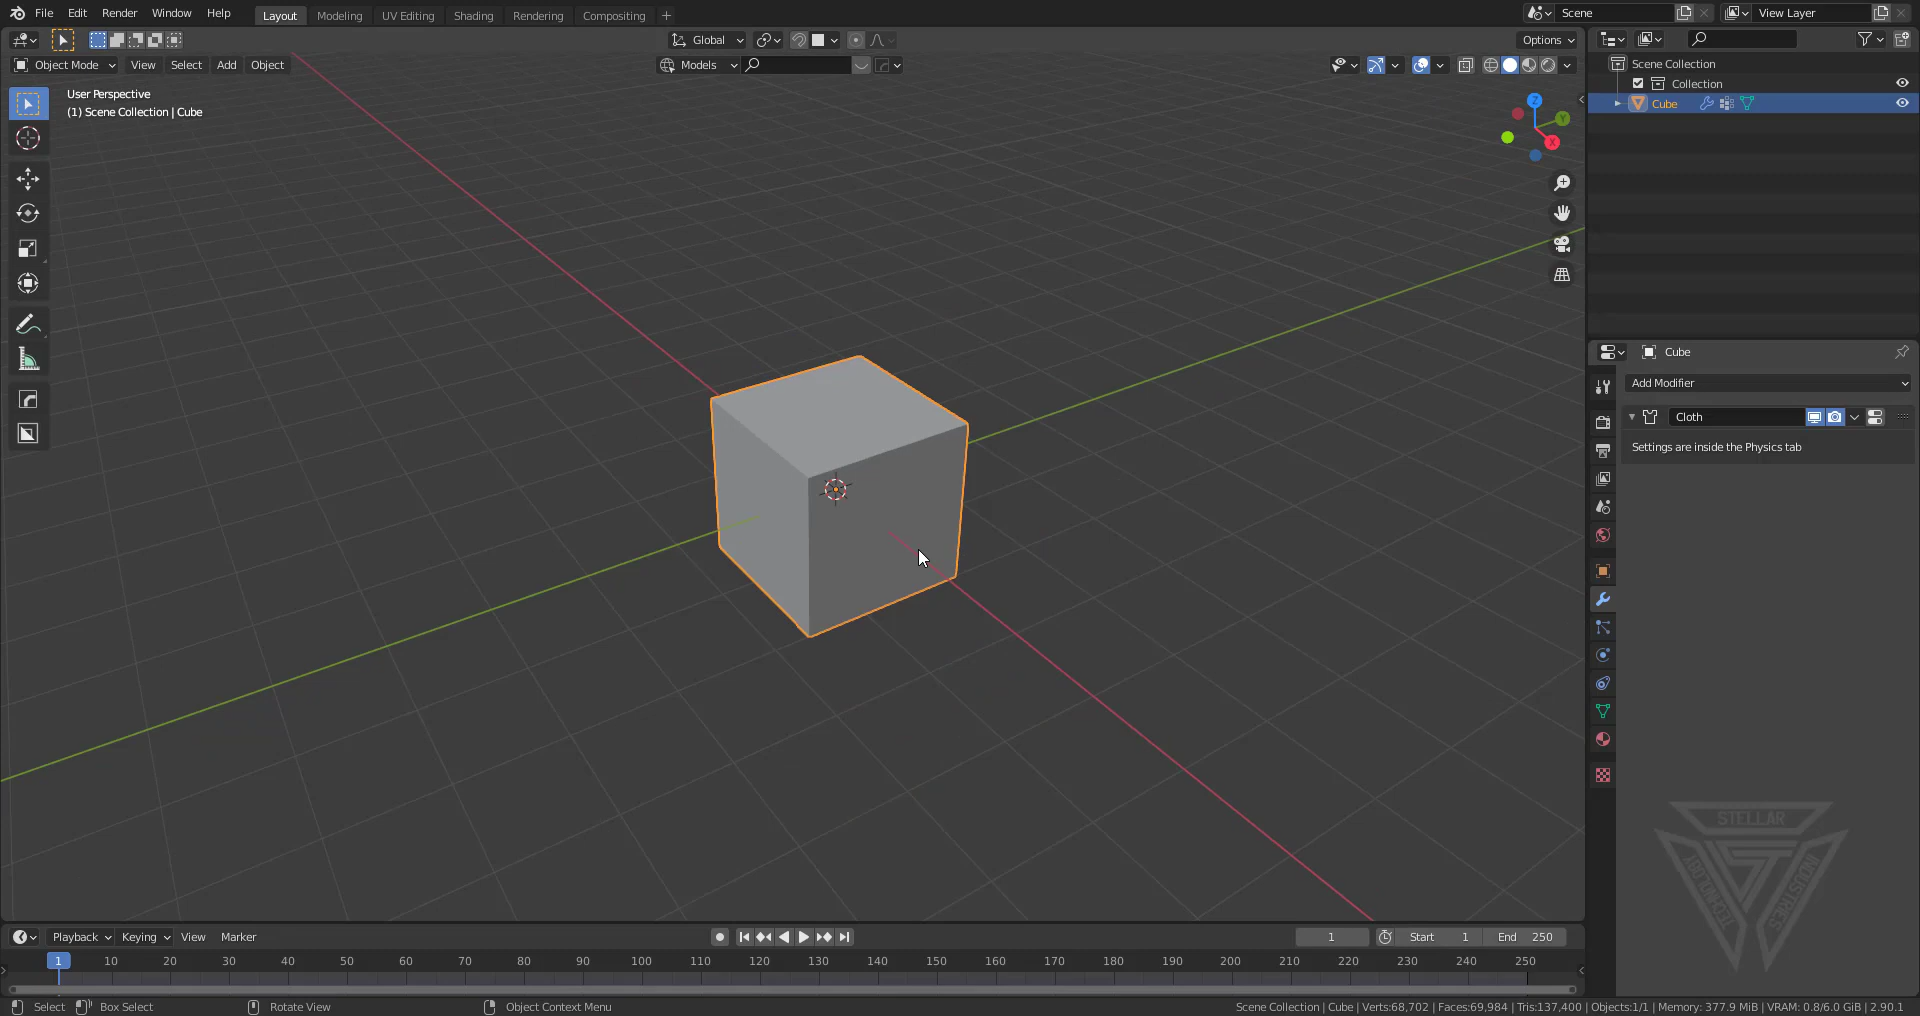 File Edit Render Window Help Layout Modeling UV Editing Shading Rendering Compositing + Scene View Layer
Global Options
Object Mode View Select Add Object Models
User Perspective
(1) Scene Collection | Cube
Z
Y
X
Scene Collection
Collection
Cube
Cube
Add Modifier
Cloth
Settings are inside the Physics tab
STELLAR
INDUSTRIES
Playback Keying View Marker 1 Start 1 End 250
1 10 20 30 40 50 60 70 80 90 100 110 120 130 140 150 160 170 180 190 200 210 220 230 240 250
Select Box Select Rotate View Object Context Menu Scene Collection | Cube | Verts:68,702 | Faces:69,984 | Tris:137,400 | Objects:1/1 | Memory: 377.9 MiB | VRAM: 0.8/6.0 GiB | 2.90.1